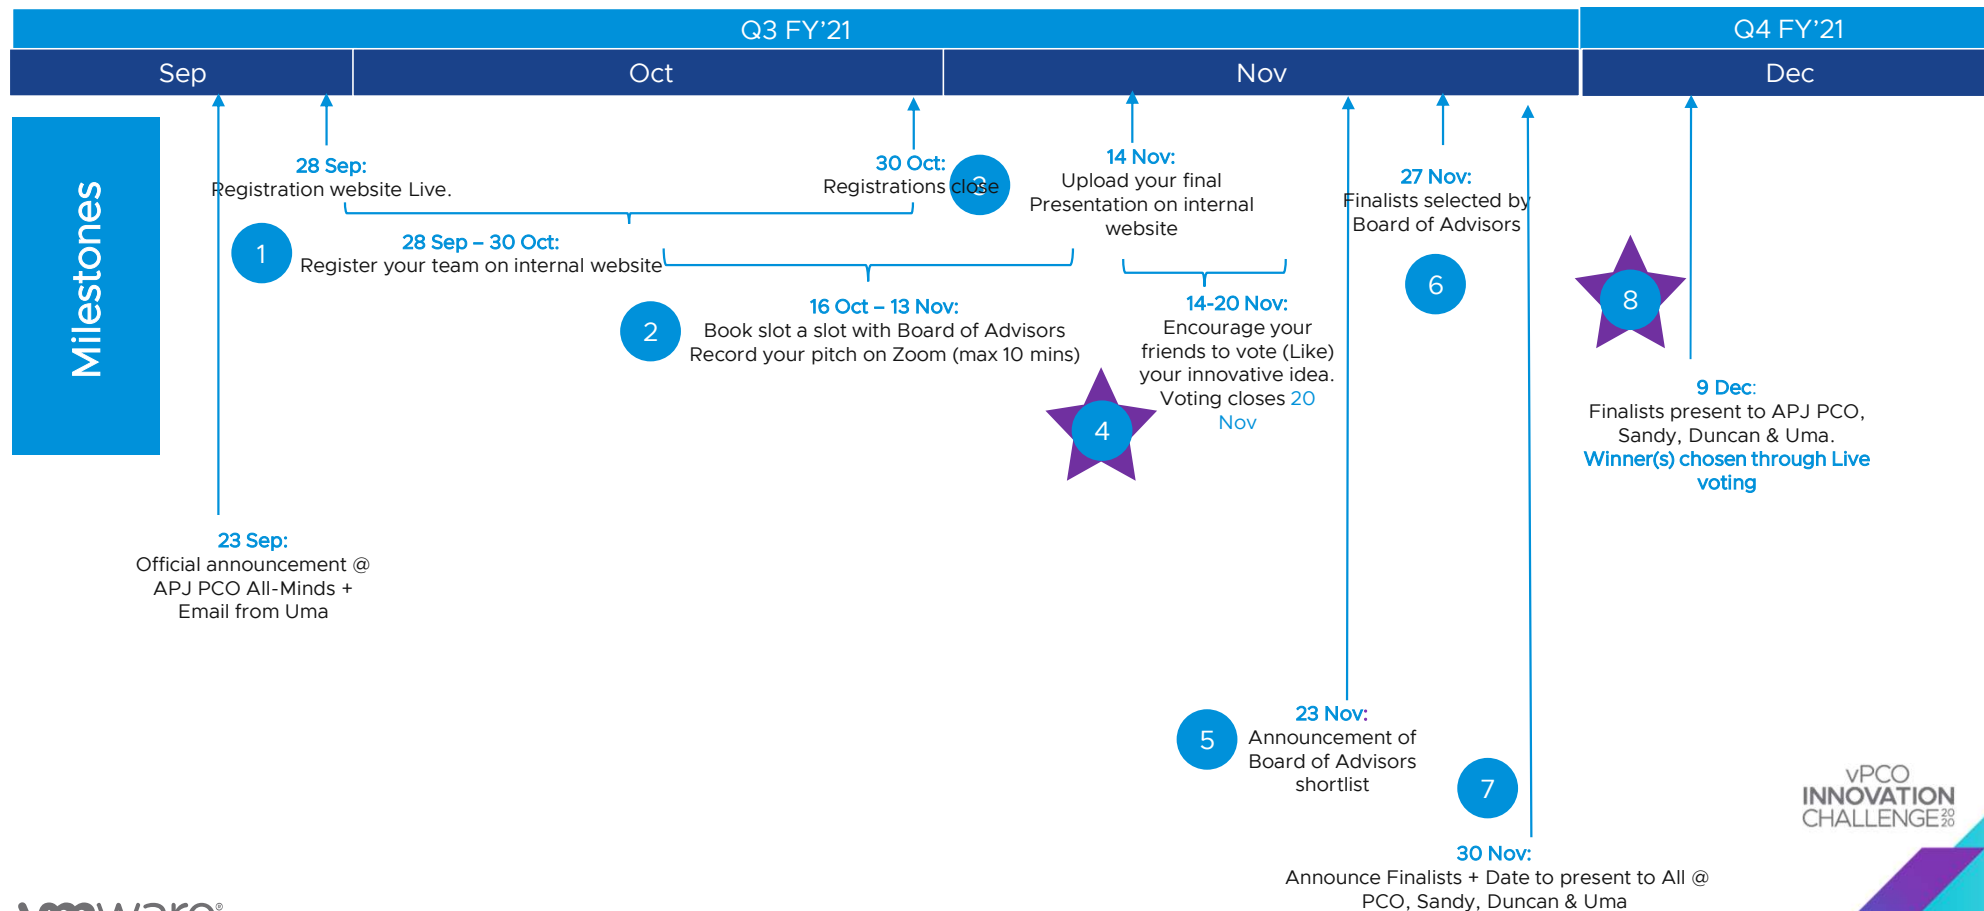 Q3 FY’21
Q4 FY’21
Sep
Oct
Nov
Dec
Milestones
28 Sep:
Registration website Live.
30 Oct:
Registrations close
3
14 Nov:
Upload your final
Presentation on internal
website
27 Nov:
Finalists selected by
Board of Advisors
6
1
28 Sep – 30 Oct:
Register your team on internal website
2
16 Oct – 13 Nov:
Book slot a slot with Board of Advisors
Record your pitch on Zoom (max 10 mins)
4
14-20 Nov:
Encourage your
friends to vote (Like)
your innovative idea.
Voting closes 20
Nov
8
9 Dec:
Finalists present to APJ PCO,
Sandy, Duncan & Uma.
Winner(s) chosen through Live
voting
23 Sep:
Official announcement @
APJ PCO All-Minds +
Email from Uma
5
23 Nov:
Announcement of
Board of Advisors
shortlist
7
30 Nov:
Announce Finalists + Date to present to All @
PCO, Sandy, Duncan & Uma
vPCO
INNOVATION
CHALLENGE 2020
vmware®